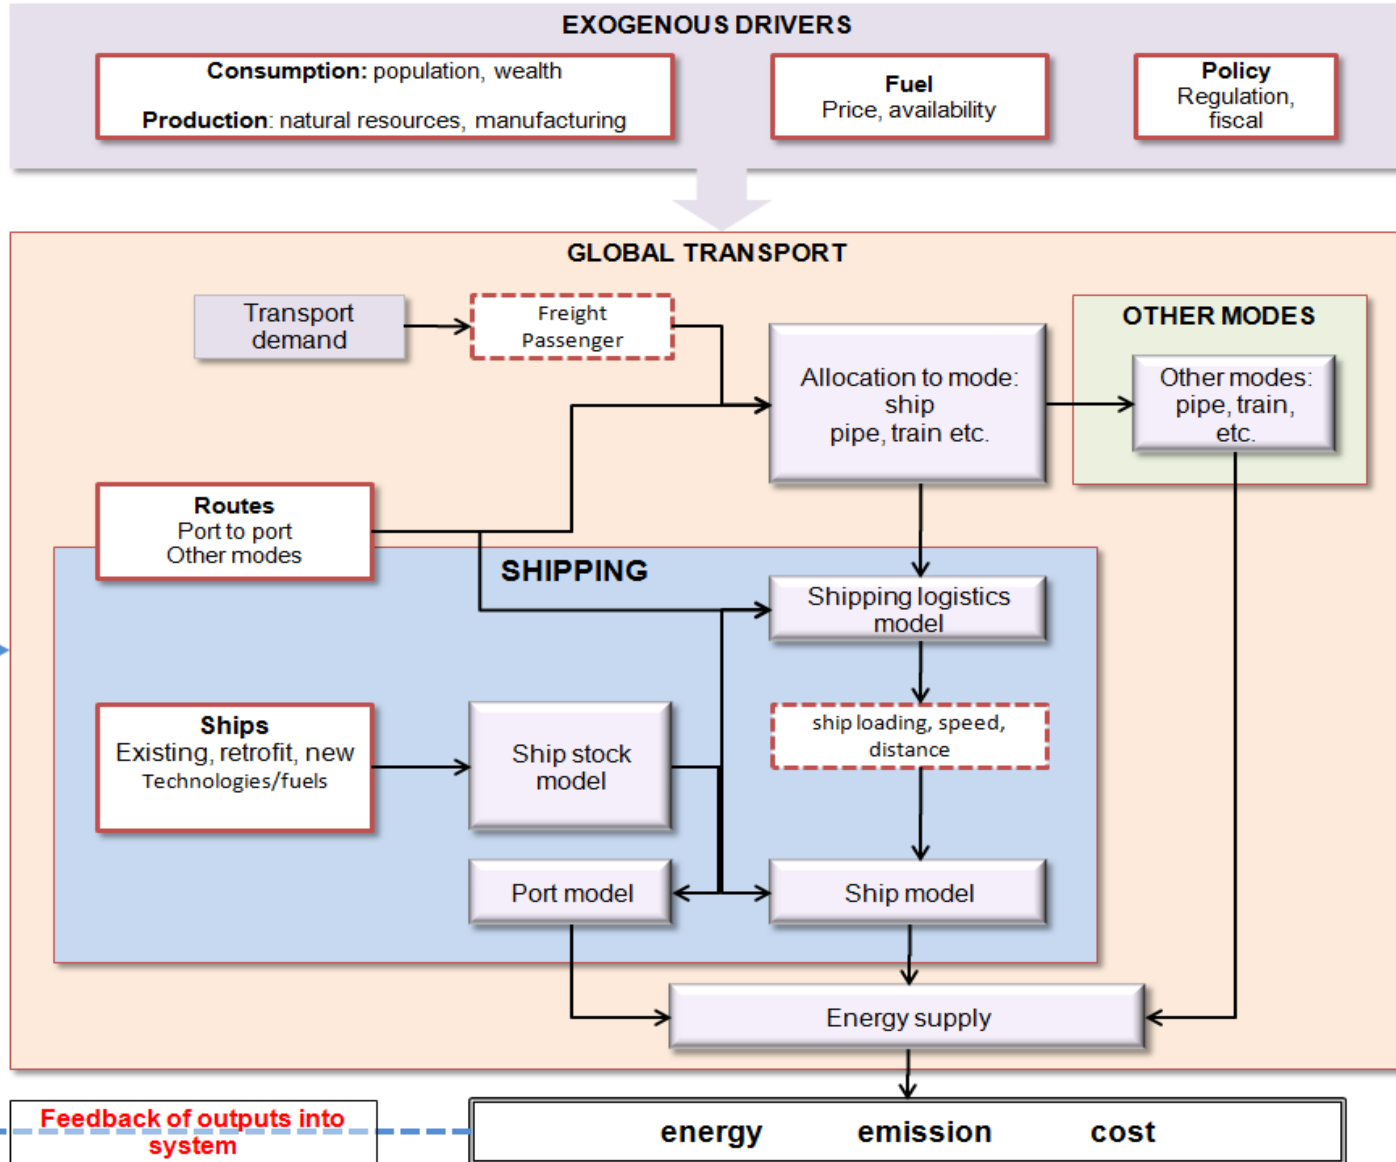 EXOGENOUS DRIVERS
Consumption: population, wealth
Production: natural resources, manufacturing
Fuel
Price, availability
Policy
Regulation,
fiscal
GLOBAL TRANSPORT
Transport
demand
Freight
Passenger
Allocation to mode:
ship
pipe, train etc.
OTHER MODES
Other modes:
pipe, train,
etc.
Routes
Port to port
Other modes
SHIPPING
Shipping logistics
model
Ships
Existing, retrofit, new
Technologies/fuels
Ship stock
model
ship loading, speed,
distance
Port model
Ship model
Energy supply
Feedback of outputs into
system
energy emission cost